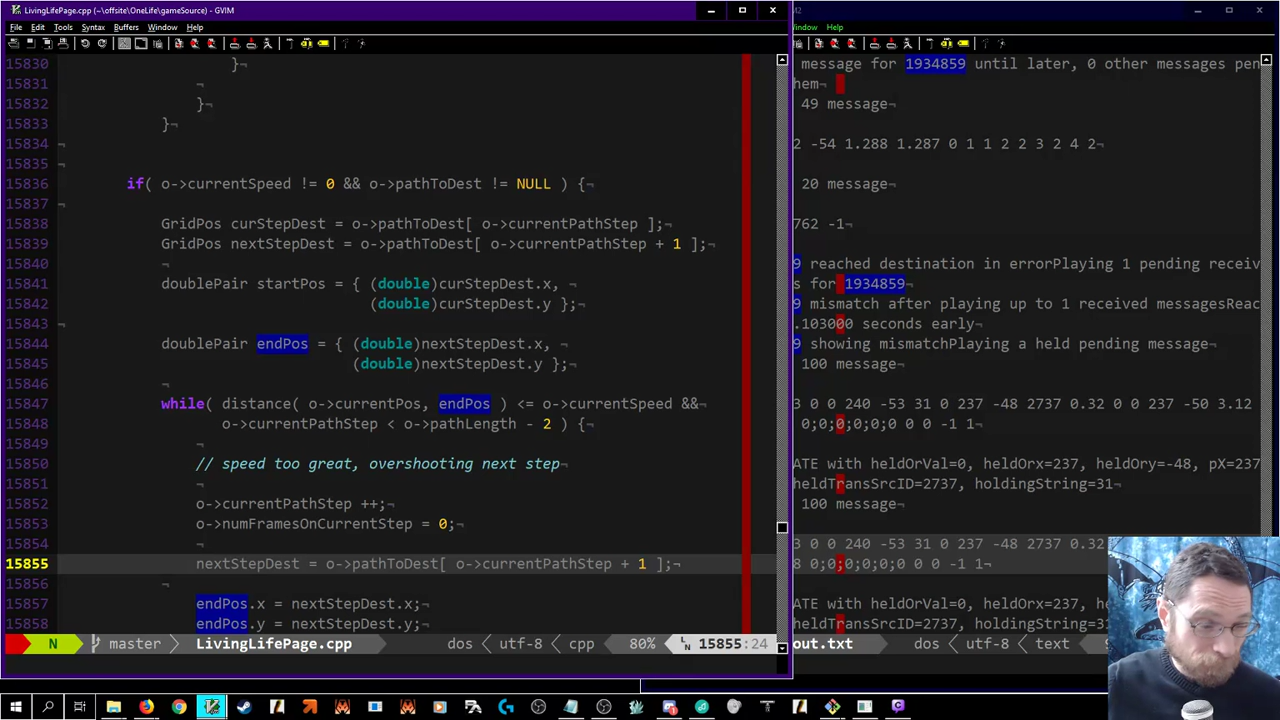 LivingLifePage.cpp (~\offsite\OneLife\gameSource) - GVIM
File Edit Tools Syntax Buffers Window Help
15830 }¬
15831 ¬
15832 }¬
15833 }¬
15834 ¬
15835 ¬
15836 if( o->currentSpeed != 0 && o->pathToDest != NULL ) {¬
15837 ¬
15838 GridPos curStepDest = o->pathToDest[ o->currentPathStep ];¬
15839 GridPos nextStepDest = o->pathToDest[ o->currentPathStep + 1 ];¬
15840 ¬
15841 doublePair startPos = { (double)curStepDest.x,¬
15842 (double)curStepDest.y };¬
15843 ¬
15844 doublePair endPos = { (double)nextStepDest.x,¬
15845 (double)nextStepDest.y };¬
15846 ¬
15847 while( distance( o->currentPos, endPos ) <= o->currentSpeed &&¬
15848 o->currentPathStep < o->pathLength - 2 ) {¬
15849 ¬
15850 // speed too great, overshooting next step¬
15851 ¬
15852 o->currentPathStep ++;¬
15853 o->numFramesOnCurrentStep = 0;¬
15854 ¬
15855 nextStepDest = o->pathToDest[ o->currentPathStep + 1 ];¬
15856 ¬
15857 endPos.x = nextStepDest.x;¬
15858 endPos.y = nextStepDest.y;¬
N master LivingLifePage.cpp dos utf-8 cpp 80% 15855:24
Window Help
message for 1934859 until later, 0 other messages pen
hem
49 message¬
2 -54 1.288 1.287 0 1 1 2 2 3 2 4 2¬
20 message¬
762 -1¬
9 reached destination in errorPlaying 1 pending receiv
s for 1934859¬
9 mismatch after playing up to 1 received messagesReac
.103000 seconds early¬
9 showing mismatchPlaying a held pending message¬
100 message¬
3 0 0 240 -53 31 0 237 -48 2737 0.32 0 0 237 -50 3.12
0;0;0;0;0;0 0 0 -1 1¬
ATE with heldOrVal=0, heldOrx=237, heldOry=-48, pX=237
heldTransSrcID=2737, holdingString=31¬
100 message¬
3 0 0 240 -53 31 0 237 -48 2737 0.32
8 0;0;0;0;0;0 0 0 -1 1¬
ATE with heldOrVal=0, heldOrx=237,
heldTransSrcID=2737, holdingString=3
out.txt dos utf-8 text